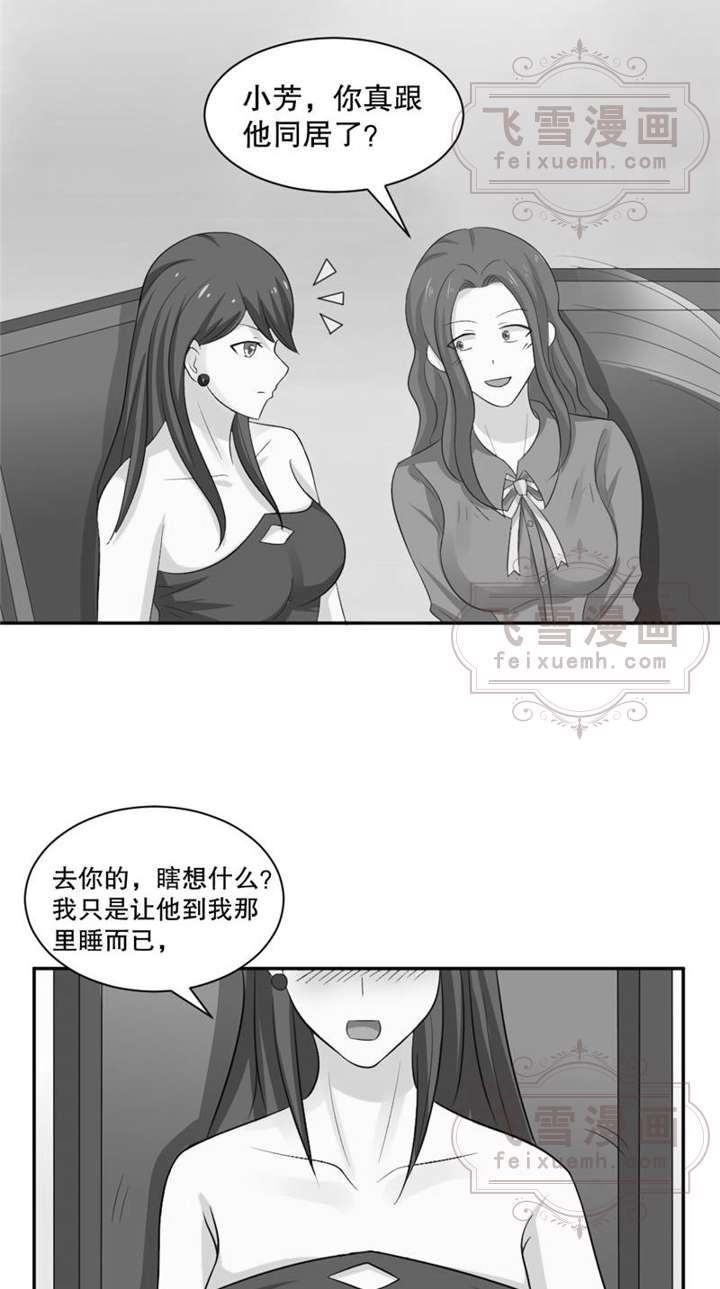 小芳，你真跟
他同居了?
飞雪漫画
feixuemh.com
飞雪漫画
feixuemh.com
去你的，瞎想什么?
我只是让他到我那
里睡而已，
飞雪漫画
feixuemh.com